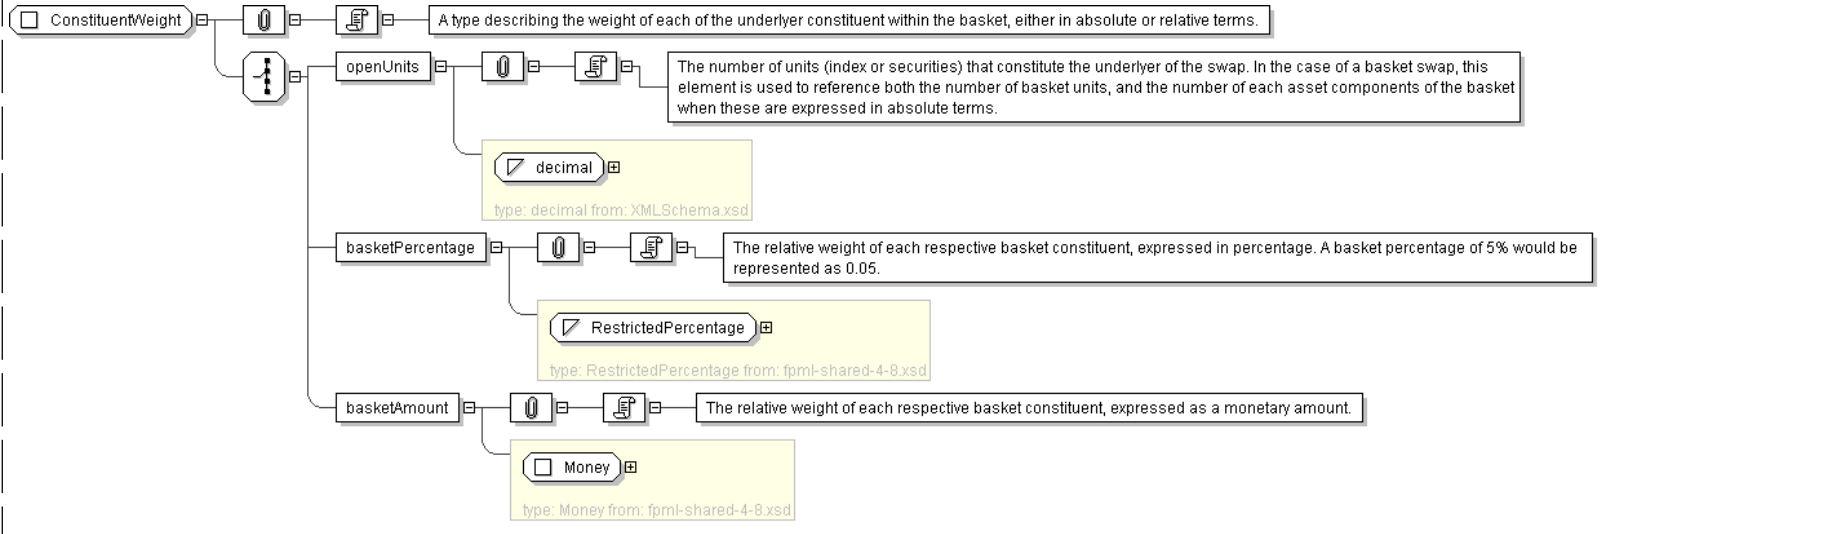 ConstituentWeight
A type describing the weight of each of the underlyer constituent within the basket, either in absolute or relative terms.
openUnits
The number of units (index or securities) that constitute the underlyer of the swap. In the case of a basket swap, this
element is used to reference both the number of basket units, and the number of each asset components of the basket
when these are expressed in absolute terms.
decimal
type: decimal from: XMLSchema.xsd
basketPercentage
The relative weight of each respective basket constituent, expressed in percentage. A basket percentage of 5% would be
represented as 0.05.
RestrictedPercentage
type: RestrictedPercentage from: fpml-shared-4-8.xsd
basketAmount
The relative weight of each respective basket constituent, expressed as a monetary amount.
Money
type: Money from: fpml-shared-4-8.xsd